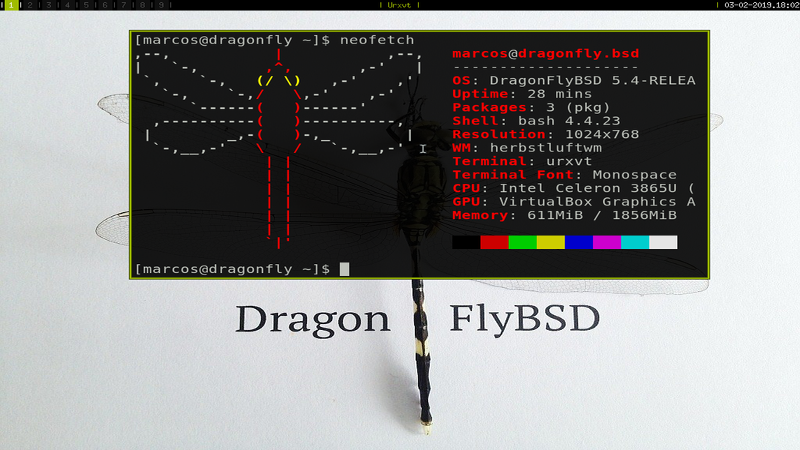 1 2 3 4 5 6 7 8 9 | Urxvt | | 03-02-2019.18:02
[marcos@dragonfly ~]$ neofetch
marcos@dragonfly.bsd
--------------------
OS: DragonFlyBSD 5.4-RELEA
Uptime: 28 mins
Packages: 3 (pkg)
Shell: bash 4.4.23
Resolution: 1024x768
WM: herbstluftwm
Terminal: urxvt
Terminal Font: Monospace
CPU: Intel Celeron 3865U (
GPU: VirtualBox Graphics A
Memory: 611MiB / 1856MiB
[marcos@dragonfly ~]$
Dragon FlyBSD